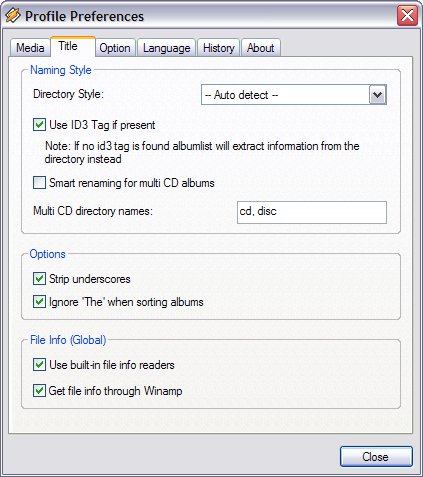 Profile Preferences
Media Title Option Language History About
Naming Style
Directory Style: -- Auto detect --
Use ID3 Tag if present
Note: If no id3 tag is found albumlist will extract information from the
directory instead
Smart renaming for multi CD albums
Multi CD directory names: cd, disc
Options
Strip underscores
Ignore 'The' when sorting albums
File Info (Global)
Use built-in file info readers
Get file info through Winamp
Close